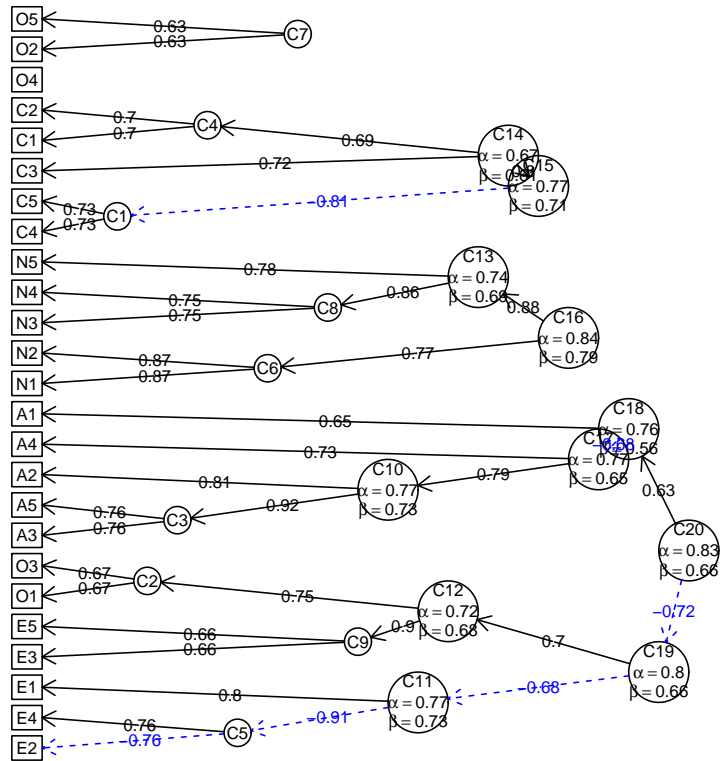 O5
0.63
0.63
C7
O2
O4
C2
0.7
C4
C1
0.7
0.69
C14
α = 0.67
C3
0.72
C15
α = 0.77
β = 0.71
C5
0.73
C1
−0.81
C4
0.73
N5
0.78
C13
α = 0.74
N4
0.75
C8
0.86
N3
0.75
0.88
C16
α = 0.84
β = 0.79
N2
0.87
C6
0.77
N1
0.87
A1
0.65
C18
α = 0.76
A4
0.73
α = 0.77
β = 0.65
A2
0.81
C10
α = 0.77
β = 0.73
0.79
A5
0.76
C3
0.92
A3
0.76
0.63
C20
α = 0.83
β = 0.66
O3
0.67
C2
O1
0.67
0.75
C12
α = 0.72
β = 0.68
−0.72
E5
0.66
C9
0.9
E3
0.66
0.7
C19
α = 0.8
β = 0.66
E1
0.8
C11
α = 0.77
β = 0.73
−0.68
E4
0.76
C5
−0.91
E2
−0.76